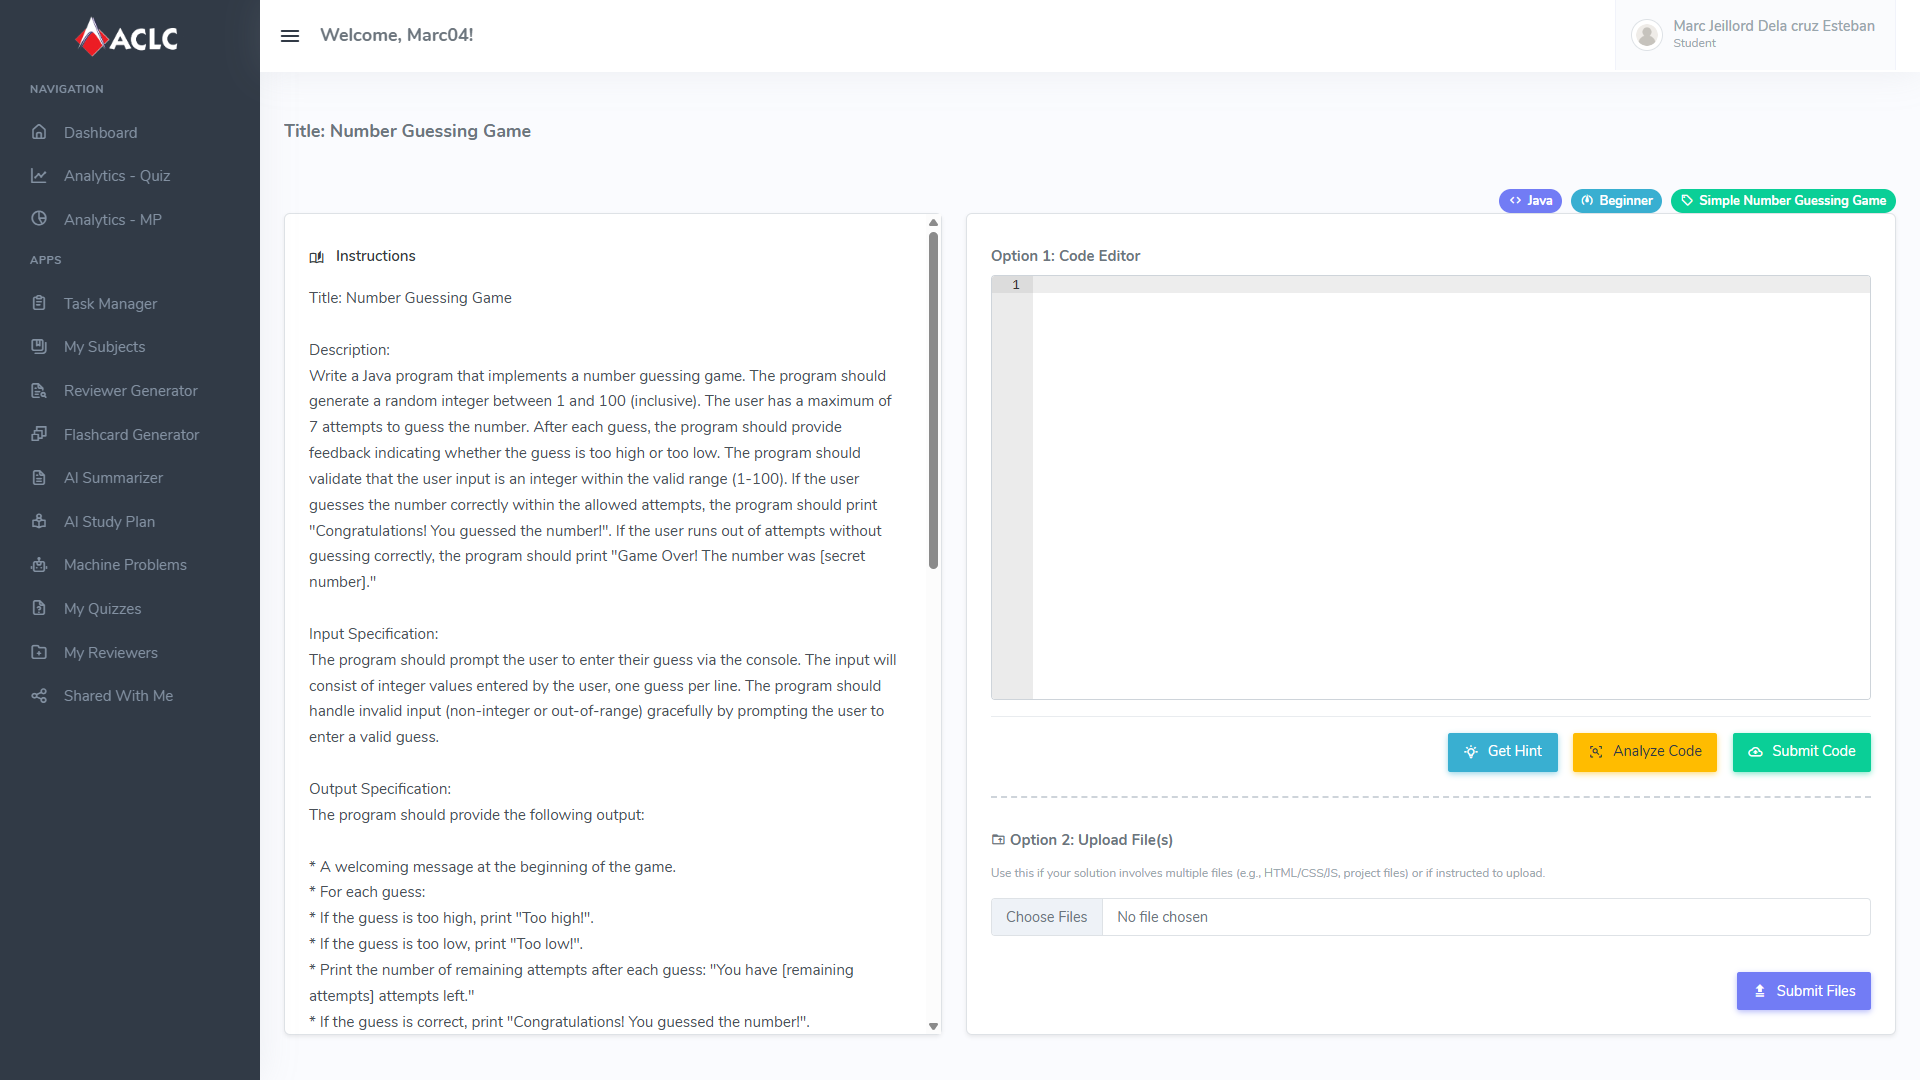 ACLC
NAVIGATION
Dashboard
Analytics - Quiz
Analytics - MP
APPS
Task Manager
My Subjects
Reviewer Generator
Flashcard Generator
AI Summarizer
AI Study Plan
Machine Problems
My Quizzes
My Reviewers
Shared With Me
Welcome, Marc04!
Marc Jeillord Dela cruz Esteban
Student
Title: Number Guessing Game
Java
Beginner
Simple Number Guessing Game
Instructions
Title: Number Guessing Game
Description:
Write a Java program that implements a number guessing game. The program should
generate a random integer between 1 and 100 (inclusive). The user has a maximum of
7 attempts to guess the number. After each guess, the program should provide
feedback indicating whether the guess is too high or too low. The program should
validate that the user input is an integer within the valid range (1-100). If the user
guesses the number correctly within the allowed attempts, the program should print
"Congratulations! You guessed the number!". If the user runs out of attempts without
guessing correctly, the program should print "Game Over! The number was [secret
number]."
Input Specification:
The program should prompt the user to enter their guess via the console. The input will
consist of integer values entered by the user, one guess per line. The program should
handle invalid input (non-integer or out-of-range) gracefully by prompting the user to
enter a valid guess.
Output Specification:
The program should provide the following output:
* A welcoming message at the beginning of the game.
* For each guess:
* If the guess is too high, print "Too high!".
* If the guess is too low, print "Too low!".
* Print the number of remaining attempts after each guess: "You have [remaining
attempts] attempts left."
* If the guess is correct, print "Congratulations! You guessed the number!".
Option 1: Code Editor
1
Get Hint
Analyze Code
Submit Code
Option 2: Upload File(s)
Use this if your solution involves multiple files (e.g., HTML/CSS/JS, project files) or if instructed to upload.
Choose Files
No file chosen
Submit Files